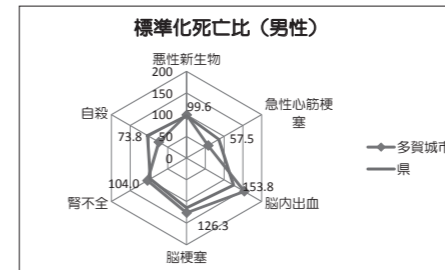 標準化死亡比（男性）
悪性新生物
200
150
100
50
0
99.6
急性心筋梗
塞
57.5
153.8
脳内出血
126.3
脳梗塞
104.0
腎不全
73.8
自殺
多賀城市
県